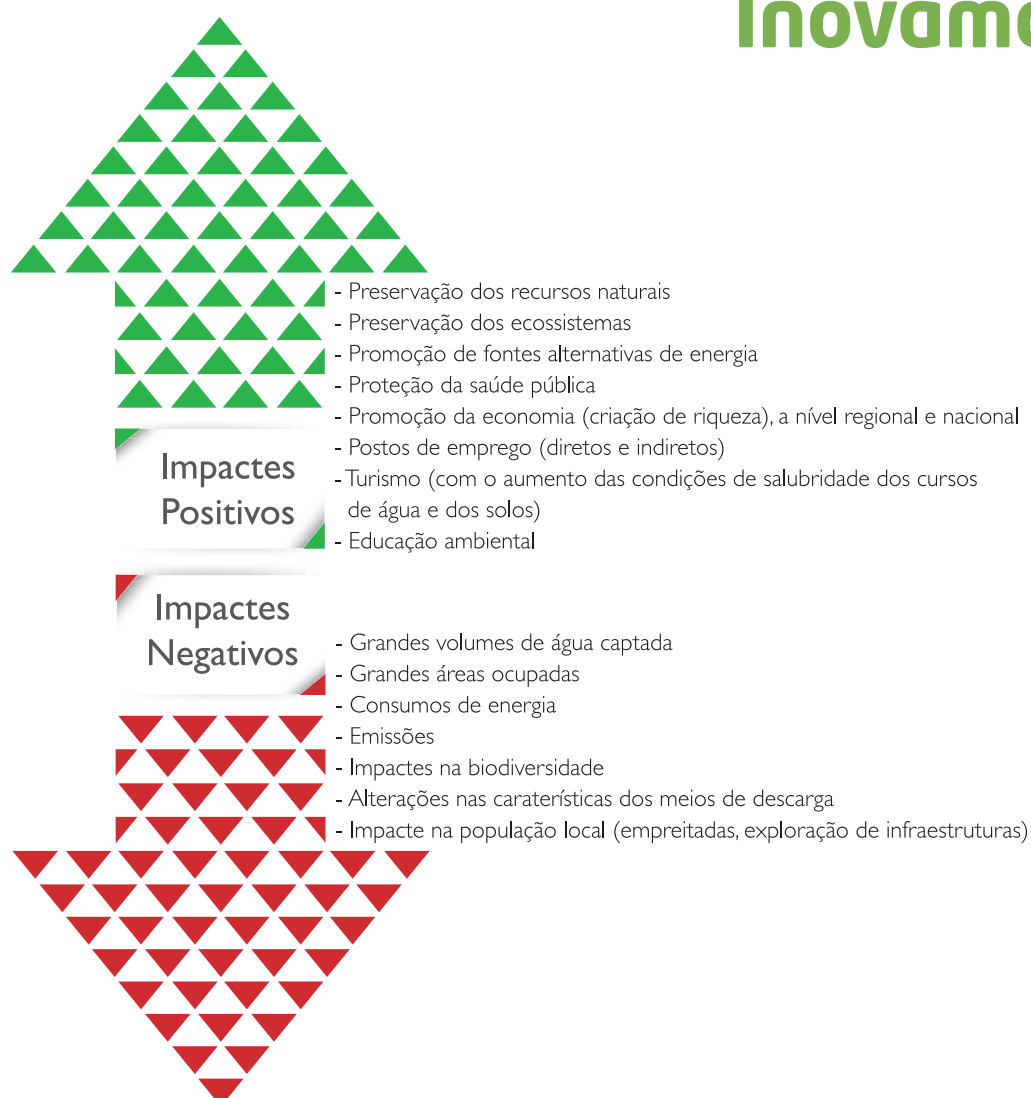 - Preservação dos recursos naturais
- Preservação dos ecossistemas
- Promoção de fontes alternativas de energia
- Proteção da saúde pública
- Promoção da economia (criação de riqueza), a nível regional e nacional
- Postos de emprego (diretos e indiretos)
- Turismo (com o aumento das condições de salubridade dos cursos
de água e dos solos)
- Educação ambiental
Impactes
Positivos
Impactes
Negativos
- Grandes volumes de água captada
- Grandes áreas ocupadas
- Consumos de energia
- Emissões
- Impactes na biodiversidade
- Alterações nas caraterísticas dos meios de descarga
- Impacte na população local (empreitadas, exploração de infraestruturas)